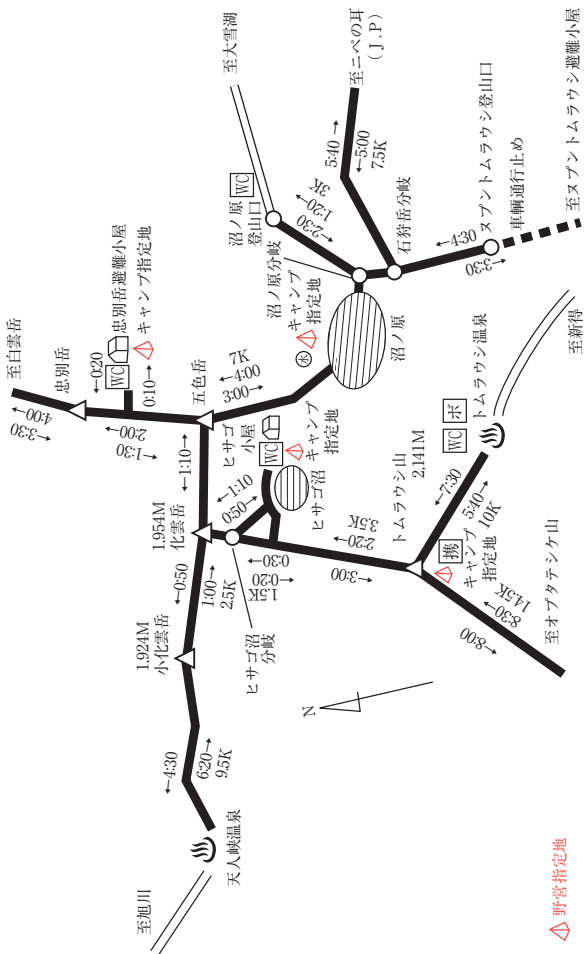 至大雪湖
至ニペの耳
(J.P)
5:40→
←5:00
7.5K
沼ノ原
登山口
WC
3K
←1:20
2:30→
沼ノ原分岐
石狩岳分岐
ヌプントムラウシ登山口
車輌通行止め
至ヌプントムラウシ避難小屋
←4:30
3:30→
キャンプ
指定地
水
沼ノ原
至白雲岳
3:30→
←4:00
忠別岳
←0:20
WC
忠別岳避難小屋
キャンプ指定地
0:10→
←2:00
1:30→
五色岳
7K
←4:00
3:00→
←1:10→
ヒサゴ
小屋
WC
キャンプ
指定地
ヒサゴ沼
←1:10
0:50→
1,954M
化雲岳
←0:50
1:00→
2.5K
ヒサゴ沼
分岐
←0:30
0:20→
1.5K
1,924M
小化雲岳
←4:30
6:20→
9.5K
天人峡温泉
至旭川
トムラウシ山
2,141M
3.5K
←2:20
3:00→
WC
ポ
トムラウシ温泉
至新得
←7:30
5:40→
10K
携
キャンプ
指定地
至オプタテシケ山
14.5K
←8:30
8:00→
N
野営指定地